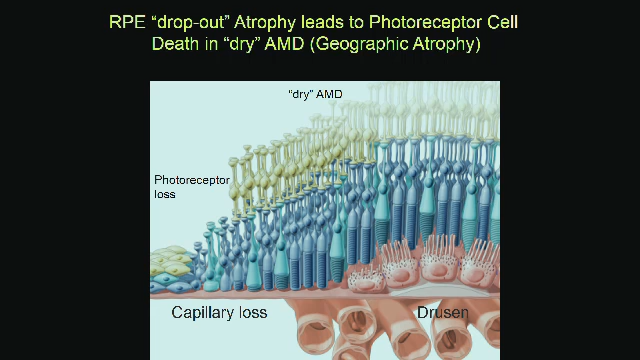 RPE “drop-out” Atrophy leads to Photoreceptor Cell
Death in “dry” AMD (Geographic Atrophy)
“dry” AMD
Photoreceptor
loss
Capillary loss
Drusen